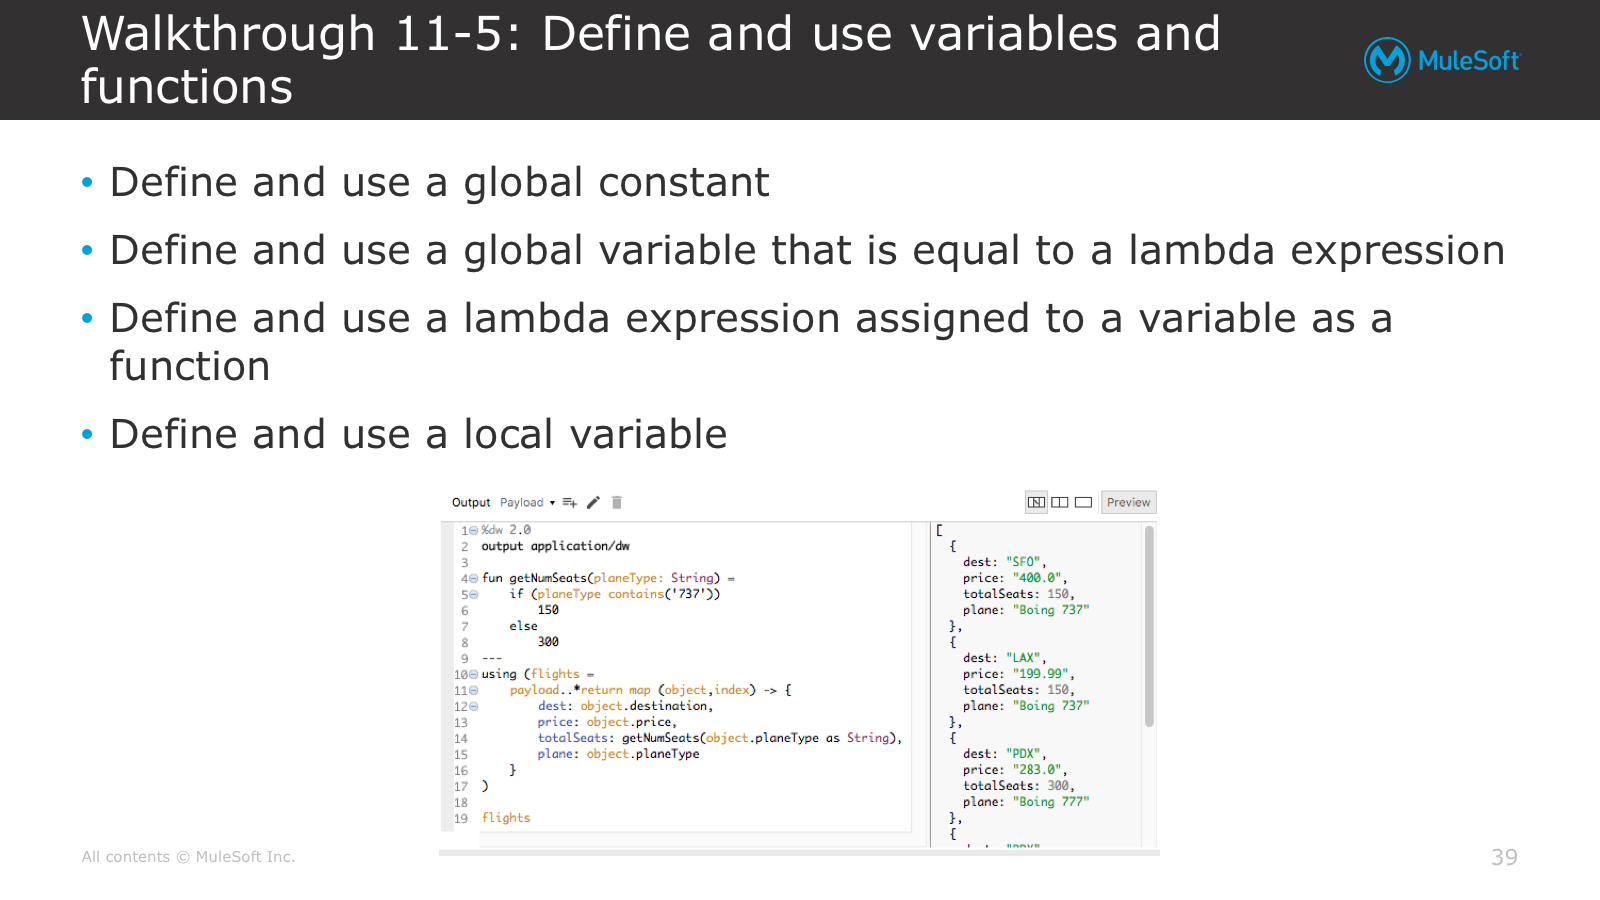 Walkthrough 11-5: Define and use variables and
functions
MuleSoft
• Define and use a global constant
• Define and use a global variable that is equal to a lambda expression
• Define and use a lambda expression assigned to a variable as a
function
• Define and use a local variable
Output Payload Preview
1 %dw 2.0
2 output application/dw
3
4 fun getNumSeats(planeType: String) =
5 if (planeType contains('737'))
6 150
7 else
8 300
9 ---
10 using (flights =
11 payload..*return map (object,index) -> {
12 dest: object.destination,
13 price: object.price,
14 totalSeats: getNumSeats(object.planeType as String),
15 plane: object.planeType
16 }
17 )
18
19 flights
[
{
dest: "SFO",
price: "400.0",
totalSeats: 150,
plane: "Boing 737"
},
{
dest: "LAX",
price: "199.99",
totalSeats: 150,
plane: "Boing 737"
},
{
dest: "PDX",
price: "283.0",
totalSeats: 300,
plane: "Boing 777"
},
{
All contents © MuleSoft Inc.
39